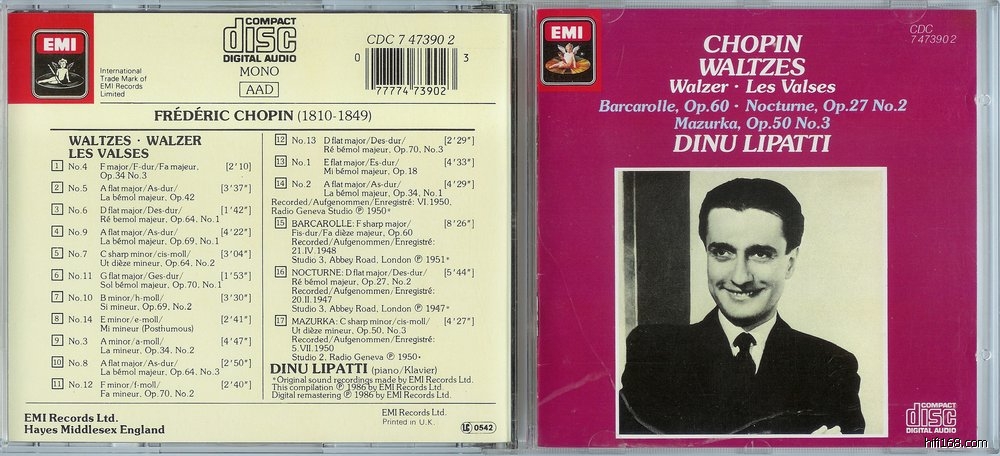 EMI
International
Trade Mark of
EMI Records
Limited
COMPACT
disc
DIGITAL AUDIO
MONO
AAD
CDC 7 47390 2
0
3
77774 73902
FRÉDÉRIC CHOPIN (1810-1849)
WALTZES · WALZER
LES VALSES
1 No.4 F major/F-dur/Fa majeur, [2'10]
Op.34 No.3
2 No.5 A flat major/As-dur/ [3'37"]
La bémol majeur, Op.42
3 No.6 D flat major/Des-dur/ [1'42"]
Ré bemol majeur, Op.64, No.1
4 No.9 A flat major/As-dur/ [4'22"]
La bémol majeur, Op.69, No.1
5 No.7 C sharp minor/cis-moll/ [3'04"]
Ut dièze mineur, Op.64, No.2
6 No.11 G flat major/Ges-dur/ [1'53"]
Sol bémol majeur, Op.70, No.1
7 No.10 B minor/h-moll/ [3'30"]
Si mineur, Op.69, No.2
8 No.14 E minor/e-moll/ [2'41"]
Mi mineur (Posthumous)
9 No.3 A minor/a-moll/ [4'47"]
La mineur, Op.34, No.2
10 No.8 A flat major/As-dur/ [2'50"]
La bémol majeur, Op.64, No.3
11 No.12 F minor/f-moll/ [2'40"]
Fa mineur, Op.70, No.2
12 No.13 D flat major/Des-dur/ [2'29"]
Ré bémol majeur, Op.70, No.3
13 No.1 E flat major/Es-dur/ [4'33"]
Mi bémol majeur, Op.18
14 No.2 A flat major/As-dur/ [4'29"]
La bémol majeur, Op.34, No.1
Recorded/Aufgenommen/Enregistré: VI.1950.
Radio Geneva Studio ℗ 1950*
15 BARCAROLLE: F sharp major/ [8'26"]
Fis-dur/Fa dièze majeur, Op.60
Recorded/Aufgenommen/Enregistré:
21.IV.1948
Studio 3, Abbey Road, London ℗ 1951*
16 NOCTURNE: D flat major/Des-dur/ [5'44"]
Ré bémol majeur, Op.27, No.2
Recorded/Aufgenommen/Enregistré:
20.II.1947
Studio 3, Abbey Road, London ℗ 1947*
17 MAZURKA: C sharp minor/cis-moll/ [4'27"]
Ut dièze mineur, Op.50, No.3
Recorded/Aufgenommen/Enregistré:
5.VII.1950
Studio 2, Radio Geneva ℗ 1950*
DINU LIPATTI (piano/Klavier)
*Original sound recordings made by EMI Records Ltd.
This compilation ℗ 1986 by EMI Records Ltd.
Digital remastering ℗ 1986 by EMI Records Ltd.
EMI Records Ltd.
Hayes Middlesex England
EMI Records Ltd.
Printed in U.K.
LC 0542
EMI
CDC
7 47390 2
CHOPIN
WALTZES
Walzer · Les Valses
Barcarolle, Op.60 · Nocturne, Op.27 No.2
Mazurka, Op.50 No.3
DINU LIPATTI
COMPACT
disc
DIGITAL AUDIO
hifi168.com